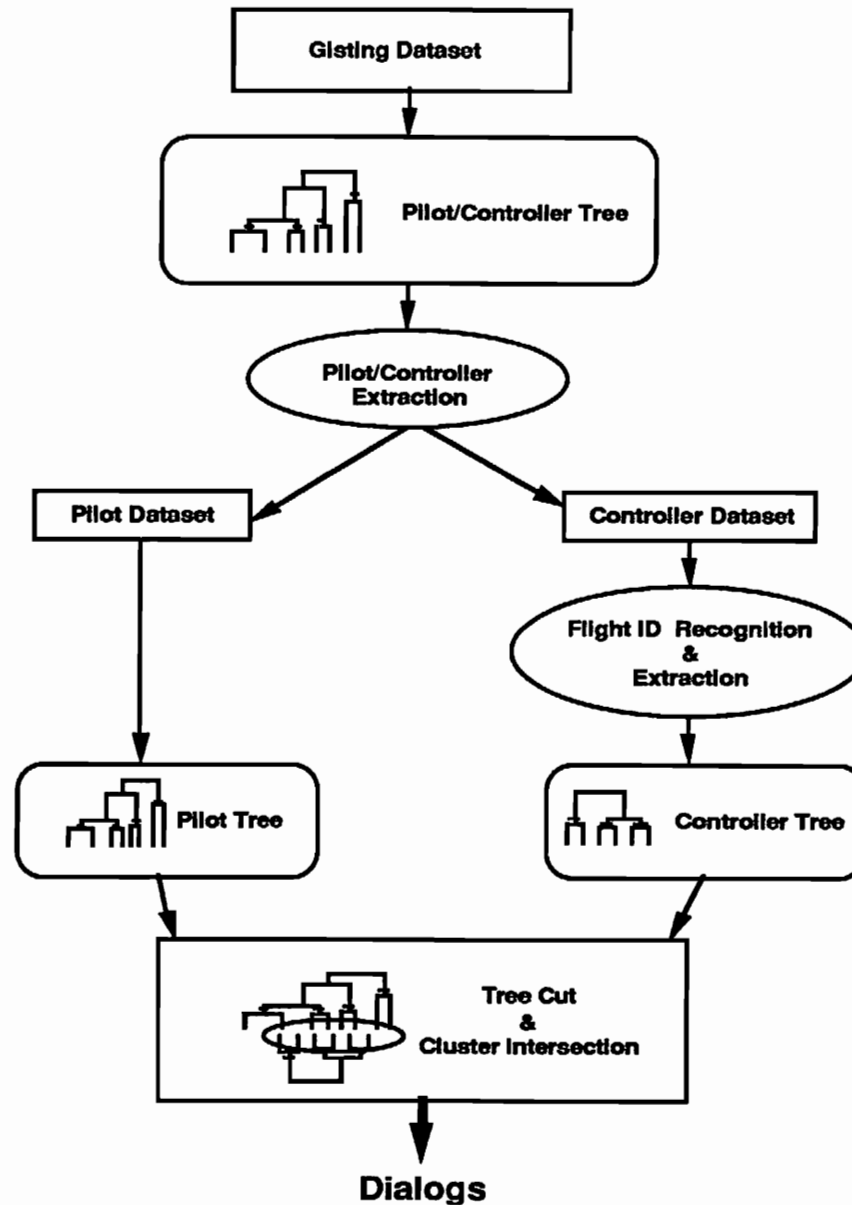 Gisting Dataset
Pilot/Controller Tree
Pilot/Controller
Extraction
Pilot Dataset
Controller Dataset
Flight ID Recognition
&
Extraction
Pilot Tree
Controller Tree
Tree Cut
&
Cluster Intersection
Dialogs